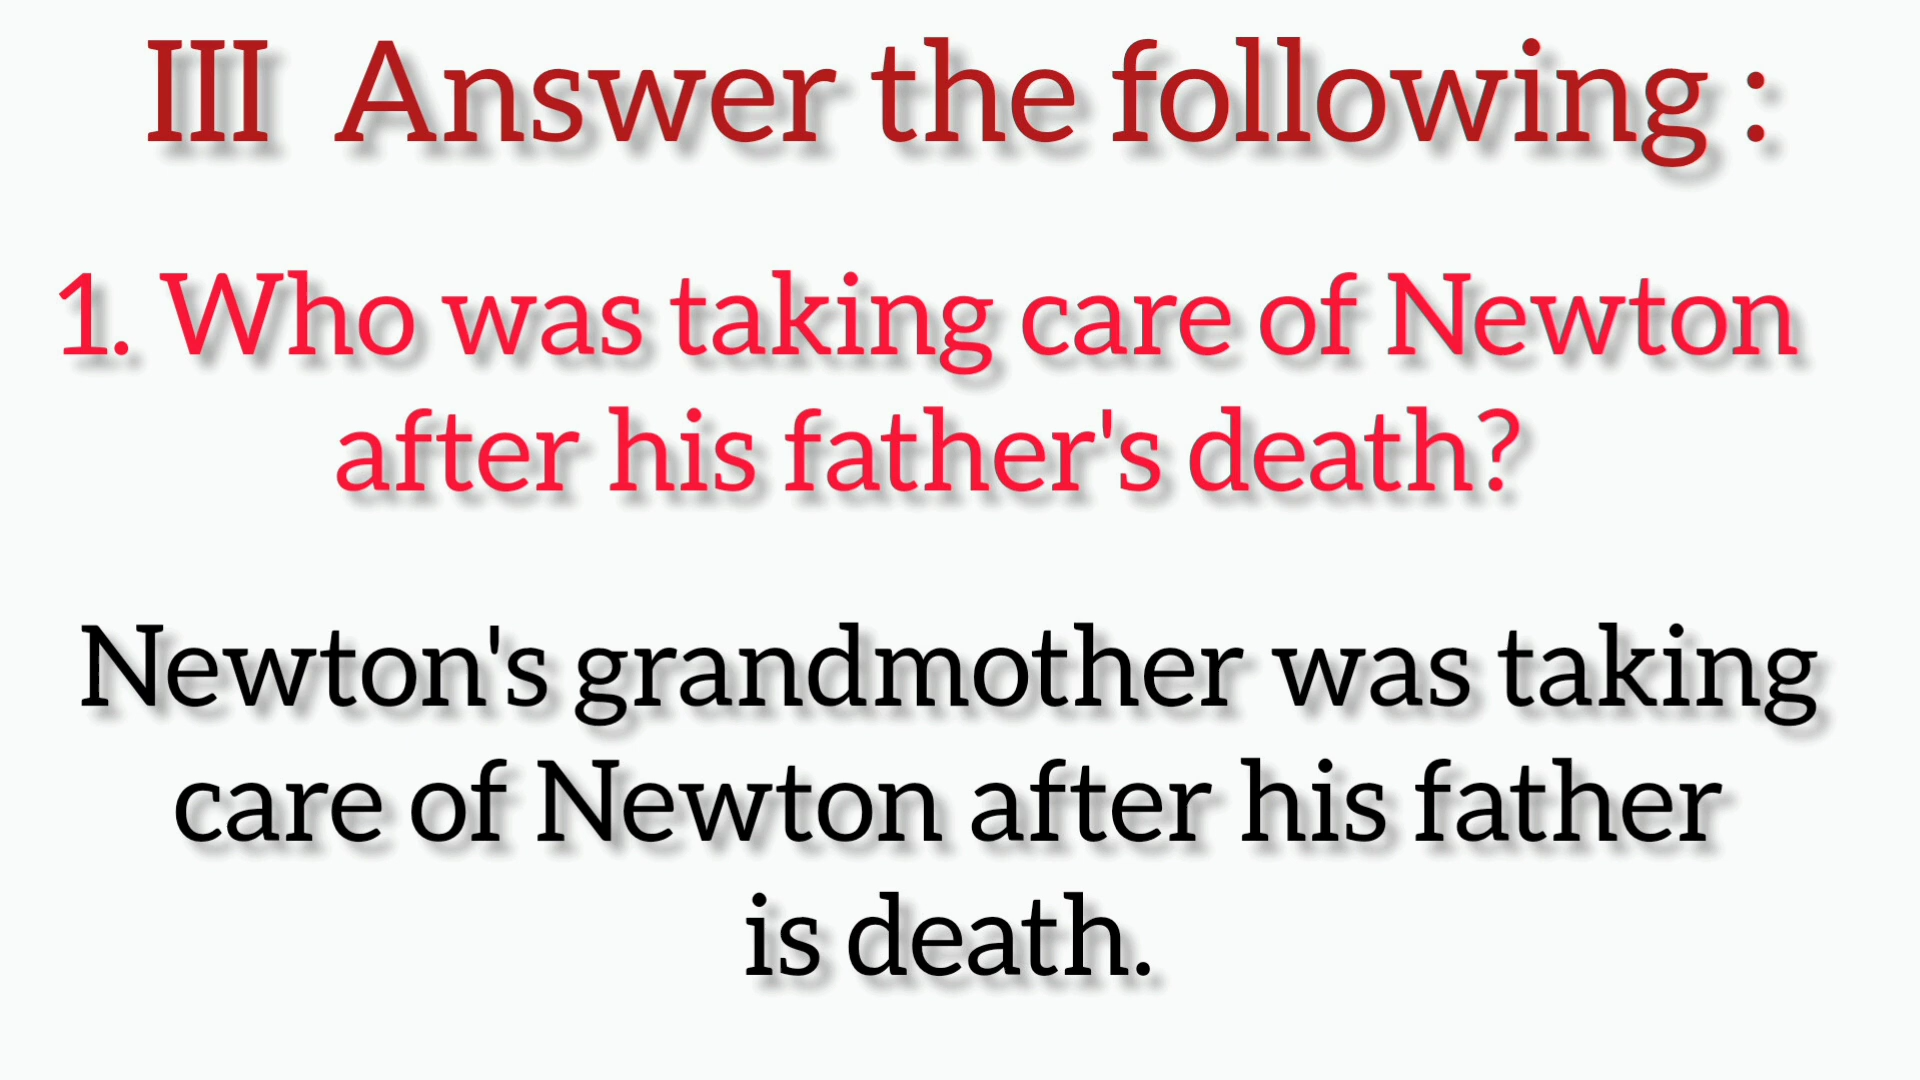 III Answer the following :
1. Who was taking care of Newton
after his father's death?
Newton's grandmother was taking
care of Newton after his father
is death.